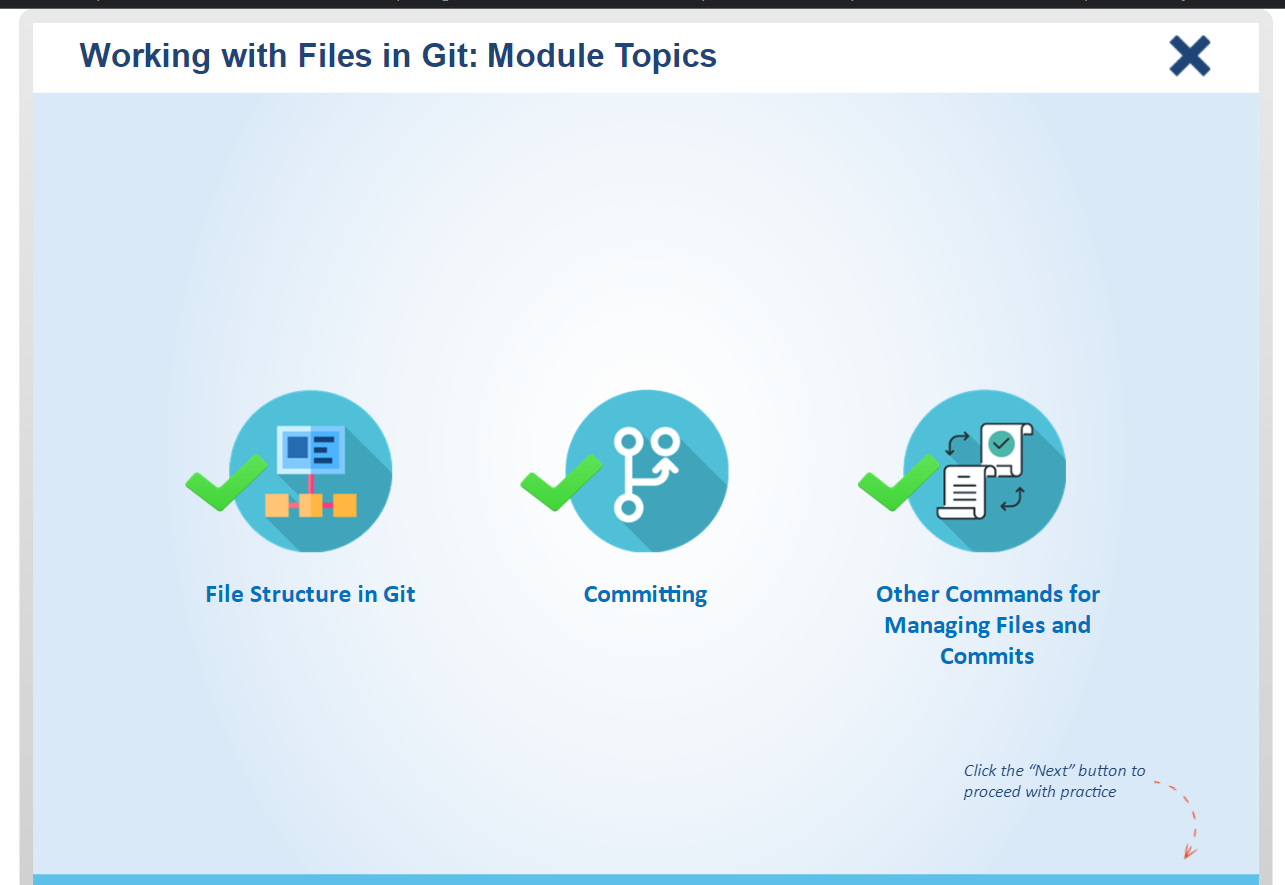 Working with Files in Git: Module Topics
File Structure in Git
Committing
Other Commands for
Managing Files and
Commits
Click the “Next” button to
proceed with practice